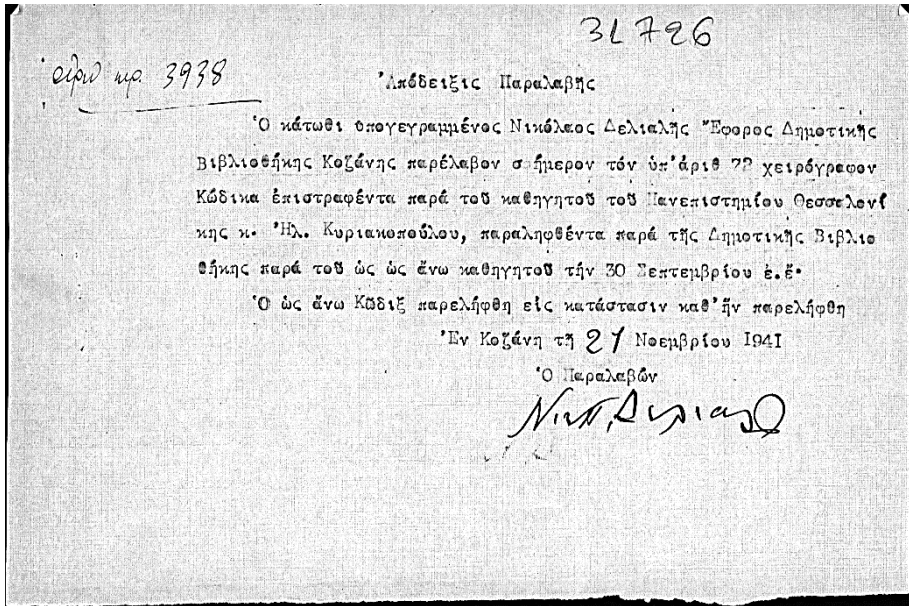 31726
αριθ πρ. 3938
Ἀπόδειξις Παραλαβῆς
Ὁ κάτωθι ὑπογεγραμμένος Νικόλαος Δελιαλῆς Ἔφορος Δημοτικῆς
Βιβλιοθήκης Κοζάνης παρέλαβον σήμερον τόν ὑπ'ἀριθ 72 χειρόγραφον
Κώδικα ἐπιστραφέντα παρά τοῦ καθηγητοῦ τοῦ Πανεπιστημίου Θεσσελονί
κης κ. Ἠλ. Κυριακοπούλου, παραληφθέντα παρά τῆς Δημοτικῆς Βιβλιο
θήκης παρά τοῦ ὡς ὡς ἄνω καθηγητοῦ τήν 30 Σεπτεμβρίου ἐ.ἔ.
Ὁ ὡς ἄνω Κῶδιξ παρελήφθη εἰς κατάστασιν καθ'ἥν παρελήφθη
Ἐν Κοζάνῃ τῇ 21 Νοεμβρίου 1941
Ὁ Παραλαβών